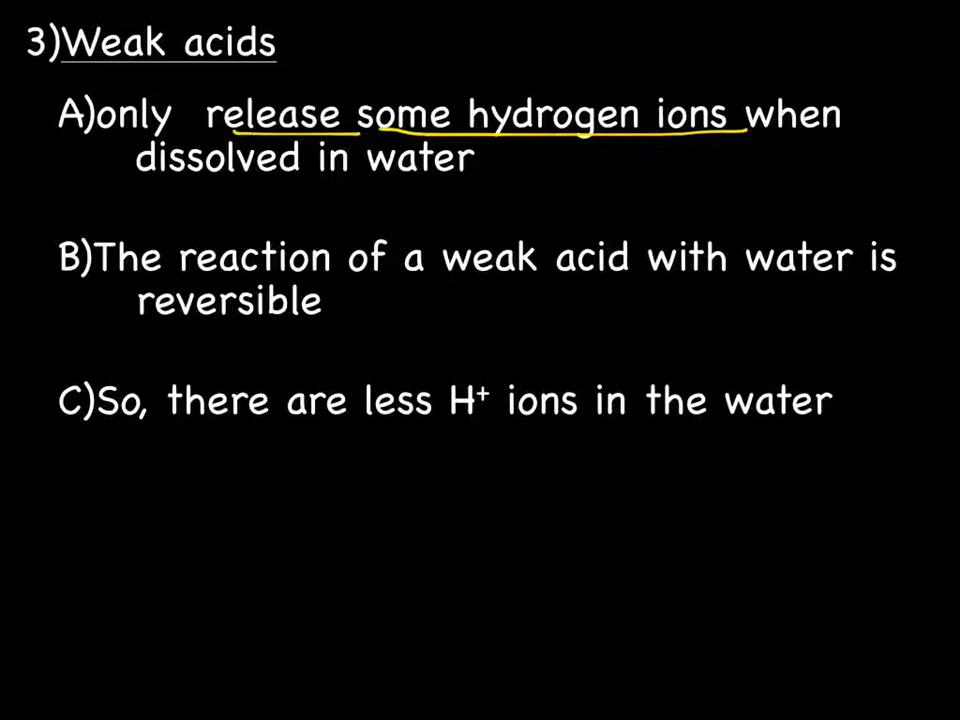 3)Weak acids
A)only release some hydrogen ions when
dissolved in water
B)The reaction of a weak acid with water is
reversible
C)So, there are less H⁺ ions in the water